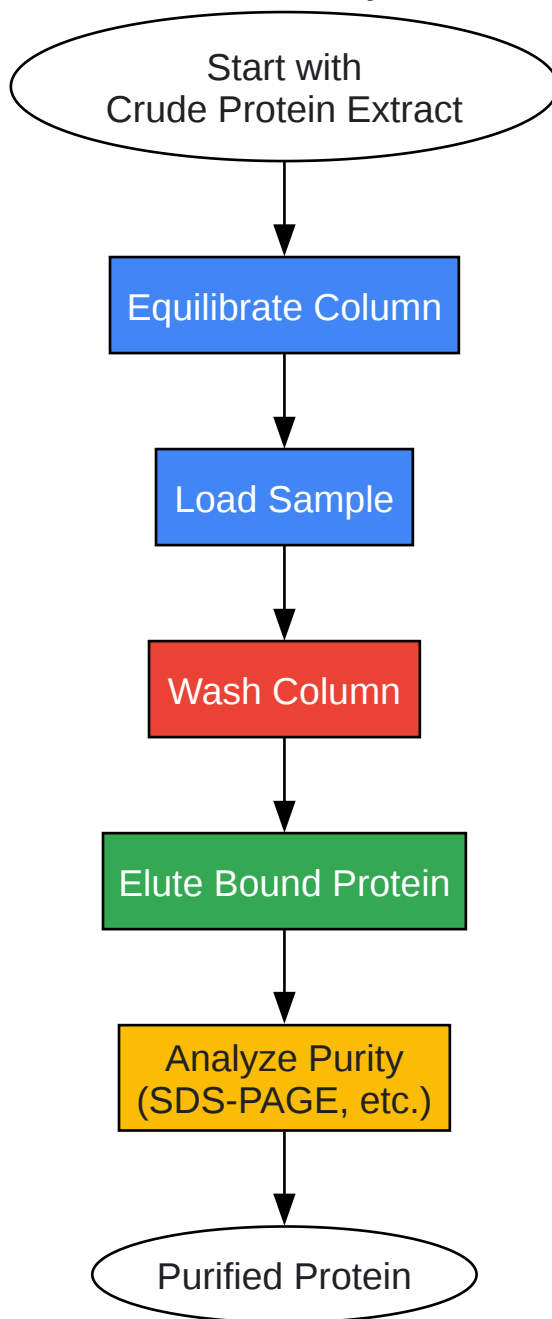 Start with
Crude Protein Extract
Equilibrate Column
Load Sample
Wash Column
Elute Bound Protein
Analyze Purity
(SDS-PAGE, etc.)
Purified Protein